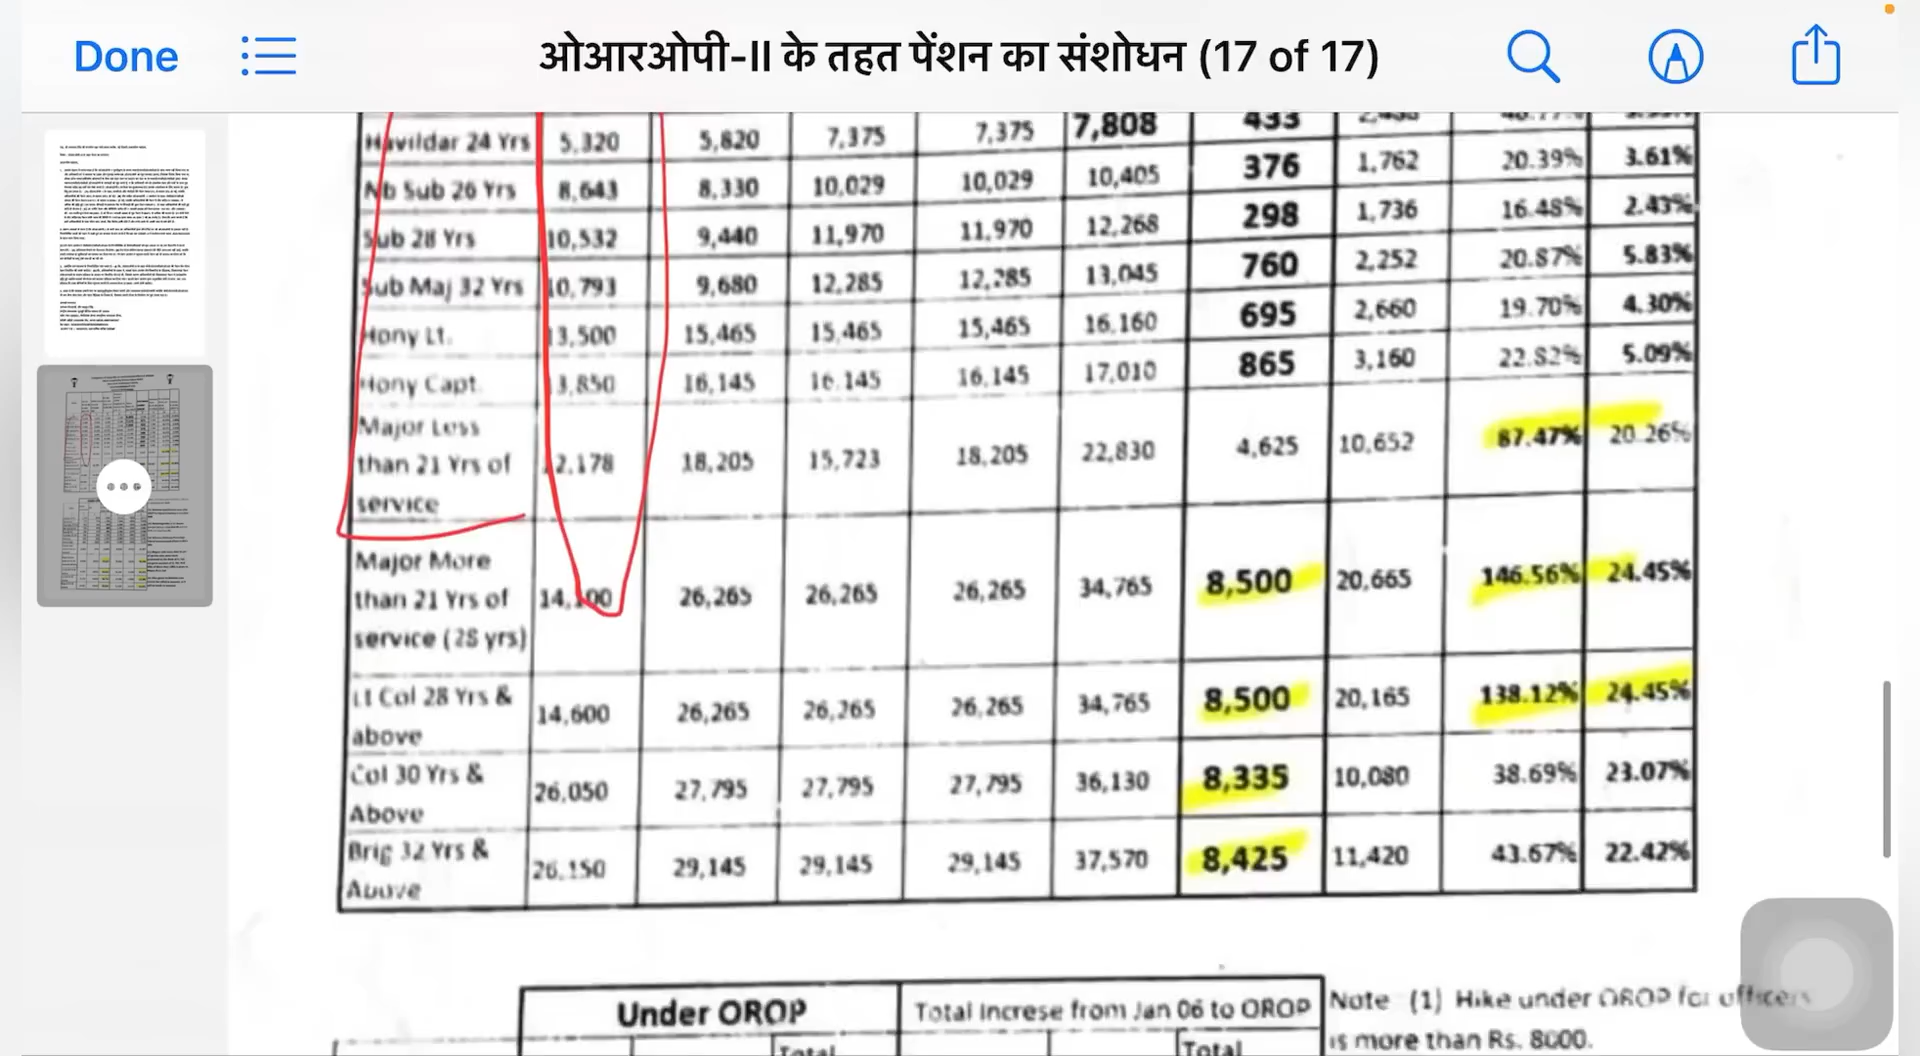 Done
ओआरओपी-II के तहत पेंशन का संशोधन (17 of 17)
Havildar 24 Yrs 5,320 5,820 7,375 7,375 7,808 433
Nb Sub 26 Yrs 8,643 8,330 10,029 10,029 10,405 376 1,762 20.39% 3.61%
Sub 28 Yrs 10,532 9,440 11,970 11,970 12,268 298 1,736 16.48% 2.43%
Sub Maj 32 Yrs 10,793 9,680 12,285 12,285 13,045 760 2,252 20.87% 5.83%
Hony Lt. 13,500 15,465 15,465 15,465 16,160 695 2,660 19.70% 4.30%
Hony Capt. 13,850 16,145 16,145 16,145 17,010 865 3,160 22.82% 5.09%
Major Less
than 21 Yrs of 12,178 18,205 15,723 18,205 22,830 4,625 10,652 87.47% 20.26%
service
Major More
than 21 Yrs of 14,100 26,265 26,265 26,265 34,765 8,500 20,665 146.56% 24.45%
service (28 yrs)
Lt Col 28 Yrs &
above 14,600 26,265 26,265 26,265 34,765 8,500 20,165 138.12% 24.45%
Col 30 Yrs &
Above 26,050 27,795 27,795 27,795 36,130 8,335 10,080 38.69% 23.07%
Brig 32 Yrs &
Above 26,150 29,145 29,145 29,145 37,570 8,425 11,420 43.67% 22.42%
Under OROP Total Increse from Jan 06 to OROP
Total Total
Note (1) Hike under OROP for officers
is more than Rs. 8000.